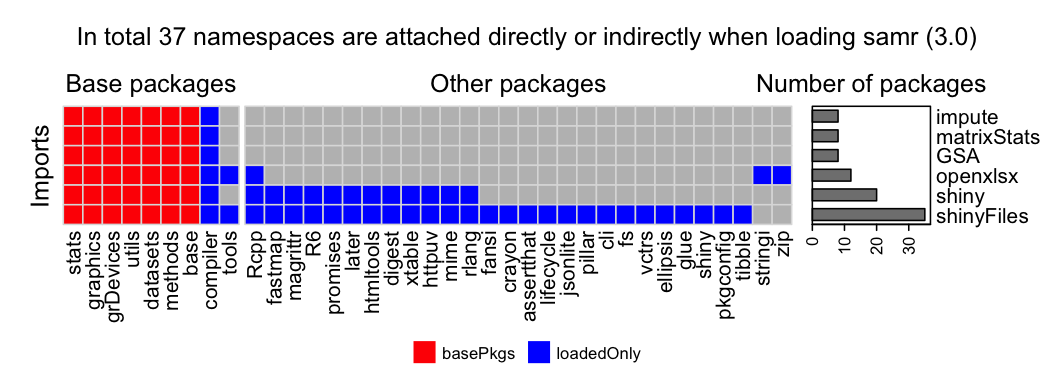 In total 37 namespaces are attached directly or indirectly when loading samr (3.0)
Base packages
Other packages
Number of packages
Imports
impute
matrixStats
GSA
openxlsx
shiny
shinyFiles
0
10
20
30
stats
graphics
grDevices
utils
datasets
methods
base
compiler
tools
Rcpp
fastmap
magrittr
R6
promises
later
htmltools
digest
xtable
httpuv
mime
rlang
fansi
crayon
assertthat
lifecycle
jsonlite
pillar
cli
fs
vctrs
ellipsis
glue
shiny
pkgconfig
tibble
stringi
zip
basePkgs
loadedOnly